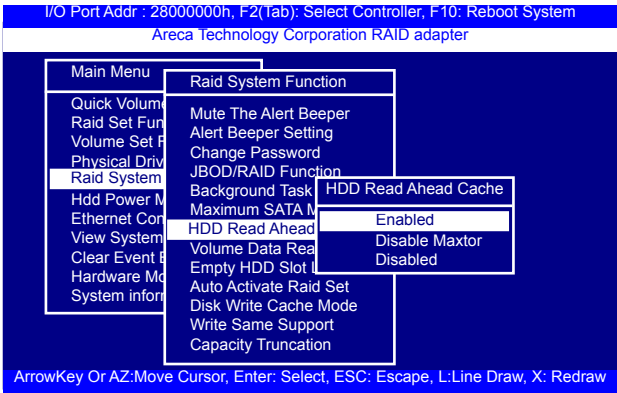 I/O Port Addr : 28000000h, F2(Tab): Select Controller, F10: Reboot System
Areca Technology Corporation RAID adapter
Main Menu
Quick Volume
Raid Set Fun
Volume Set F
Physical Driv
Raid System
Hdd Power M
Ethernet Con
View System
Clear Event E
Hardware Mo
System inforr
Raid System Function
Mute The Alert Beeper
Alert Beeper Setting
Change Password
JBOD/RAID Function
Background Task
Maximum SATA M
HDD Read Ahead
Volume Data Rea
Empty HDD Slot L
Auto Activate Raid Set
Disk Write Cache Mode
Write Same Support
Capacity Truncation
HDD Read Ahead Cache
Enabled
Disable Maxtor
Disabled
ArrowKey Or AZ:Move Cursor, Enter: Select, ESC: Escape, L:Line Draw, X: Redraw